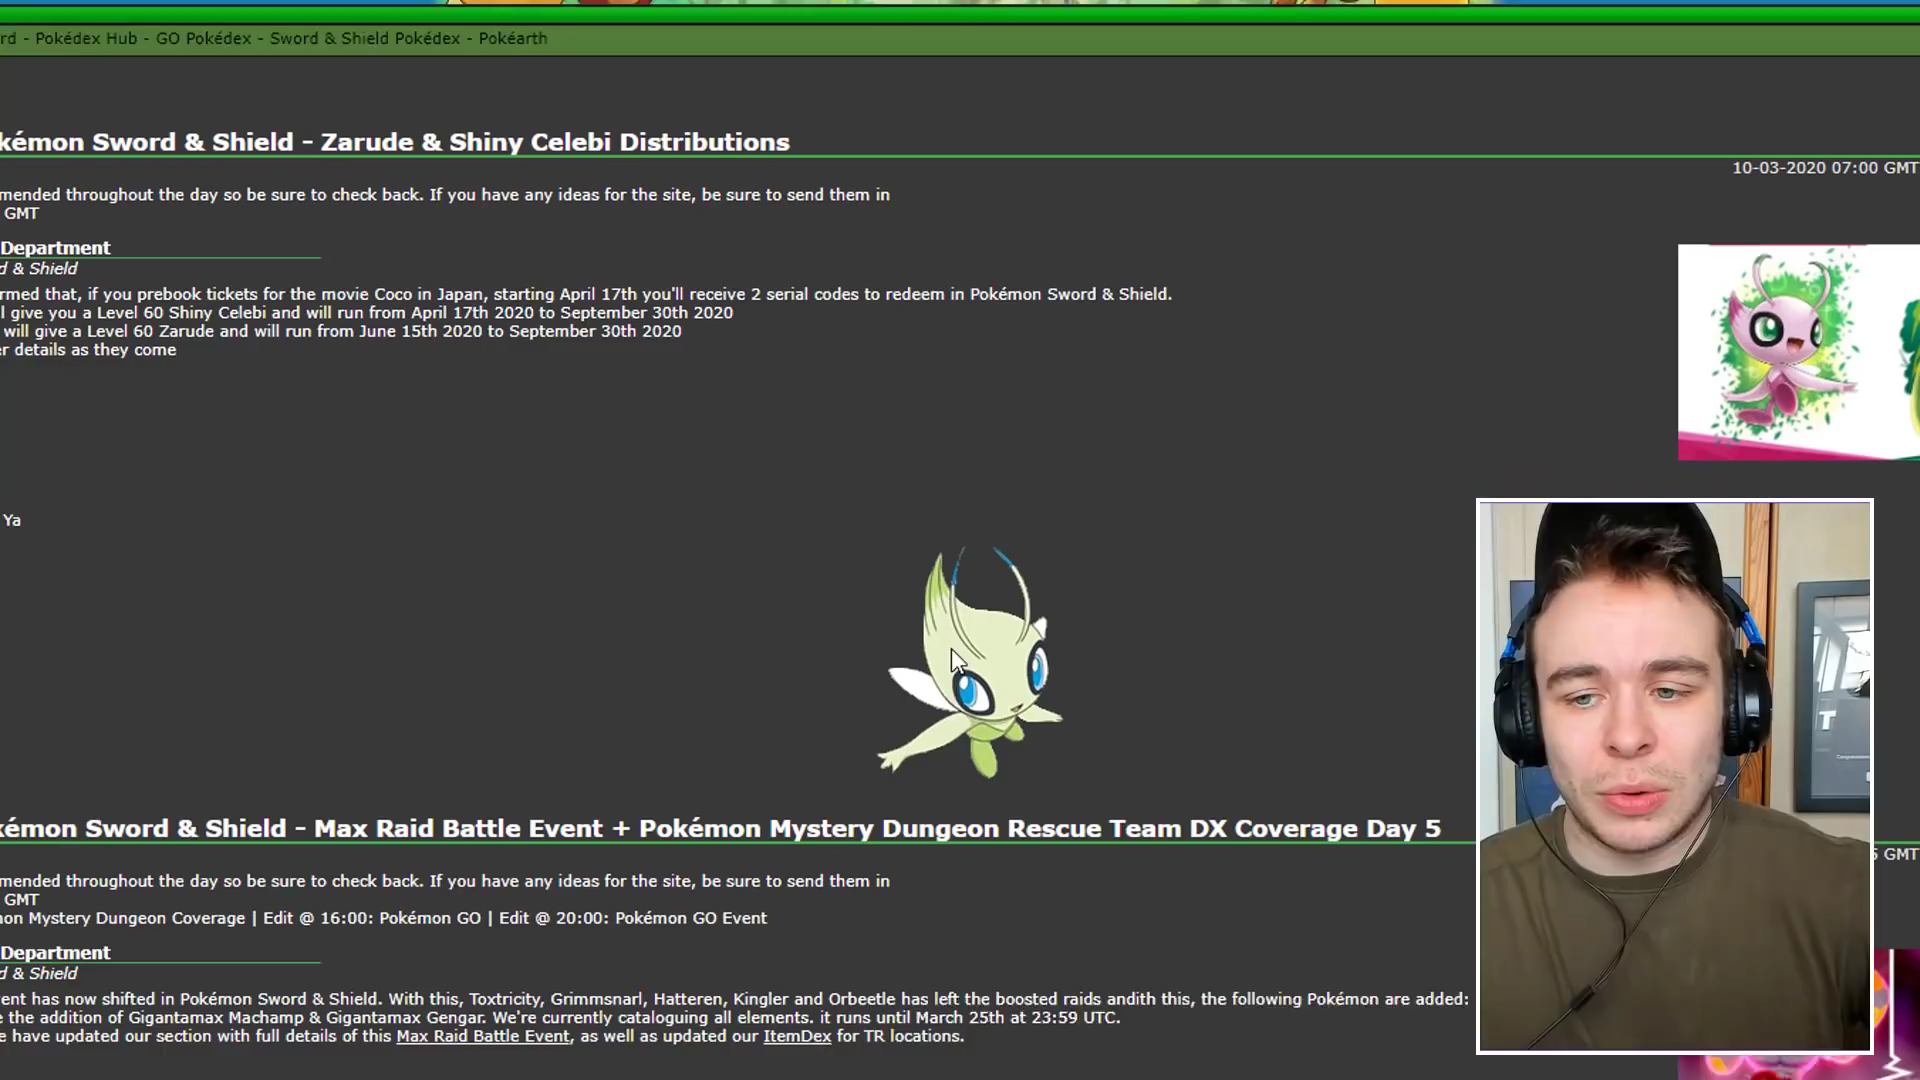 rd - Pokédex Hub - GO Pokédex - Sword & Shield Pokédex - Pokéarth
kémon Sword & Shield - Zarude & Shiny Celebi Distributions
10-03-2020 07:00 GMT
mended throughout the day so be sure to check back. If you have any ideas for the site, be sure to send them in
GMT
Department
d & Shield
rmed that, if you prebook tickets for the movie Coco in Japan, starting April 17th you'll receive 2 serial codes to redeem in Pokémon Sword & Shield.
l give you a Level 60 Shiny Celebi and will run from April 17th 2020 to September 30th 2020
will give a Level 60 Zarude and will run from June 15th 2020 to September 30th 2020
er details as they come
Ya
kémon Sword & Shield - Max Raid Battle Event + Pokémon Mystery Dungeon Rescue Team DX Coverage Day 5
5 GMT
mended throughout the day so be sure to check back. If you have any ideas for the site, be sure to send them in
GMT
on Mystery Dungeon Coverage | Edit @ 16:00: Pokémon GO | Edit @ 20:00: Pokémon GO Event
Department
d & Shield
ent has now shifted in Pokémon Sword & Shield. With this, Toxtricity, Grimmsnarl, Hatteren, Kingler and Orbeetle has left the boosted raids andith this, the following Pokémon are added:
e the addition of Gigantamax Machamp & Gigantamax Gengar. We're currently cataloguing all elements. it runs until March 25th at 23:59 UTC.
e have updated our section with full details of this Max Raid Battle Event, as well as updated our ItemDex for TR locations.